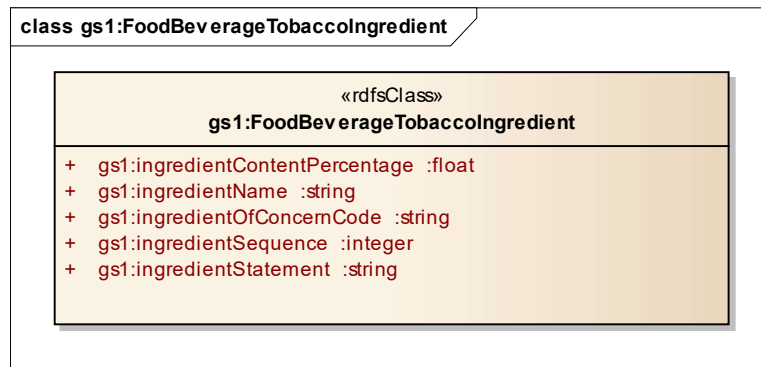 class gs1:FoodBeverageTobaccoIngredient
«rdfsClass»
gs1:FoodBeverageTobaccoIngredient
+ gs1:ingredientContentPercentage :float
+ gs1:ingredientName :string
+ gs1:ingredientOfConcernCode :string
+ gs1:ingredientSequence :integer
+ gs1:ingredientStatement :string